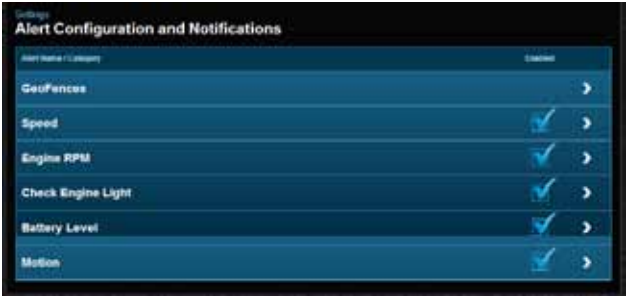 Settings
Alert Configuration and Notifications
Alert Name / Category Enabled
GeoFences
Speed
Engine RPM
Check Engine Light
Battery Level
Motion